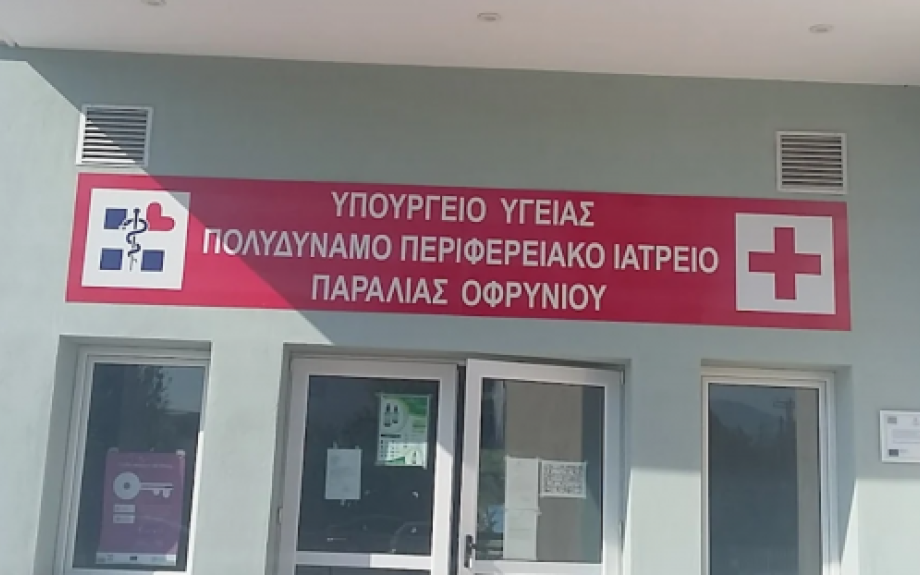 ΥΠΟΥΡΓΕΙΟ ΥΓΕΙΑΣ
ΠΟΛΥΔΥΝΑΜΟ ΠΕΡΙΦΕΡΕΙΑΚΟ ΙΑΤΡΕΙΟ
ΠΑΡΑΛΙΑΣ ΟΦΡΥΝΙΟΥ